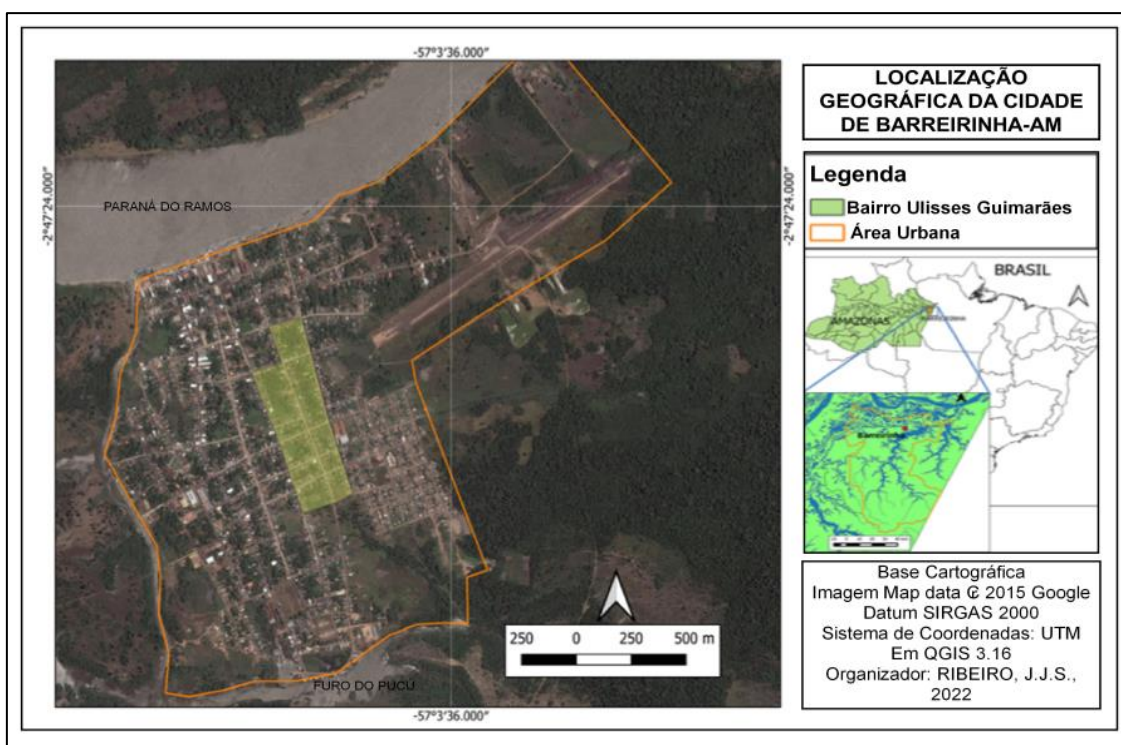 -57°3'36.000"
-2°47'24.000"
-2°47'24.000"
-57°3'36.000"
PARANÁ DO RAMOS
FURO DO PUCÚ
250 0 250 500 m
LOCALIZAÇÃO
GEOGRÁFICA DA CIDADE
DE BARREIRINHA-AM
Legenda
Bairro Ulisses Guimarães
Área Urbana
BRASIL
AMAZONAS
Barreirinha
Base Cartográfica
Imagem Map data © 2015 Google
Datum SIRGAS 2000
Sistema de Coordenadas: UTM
Em QGIS 3.16
Organizador: RIBEIRO, J.J.S.,
2022